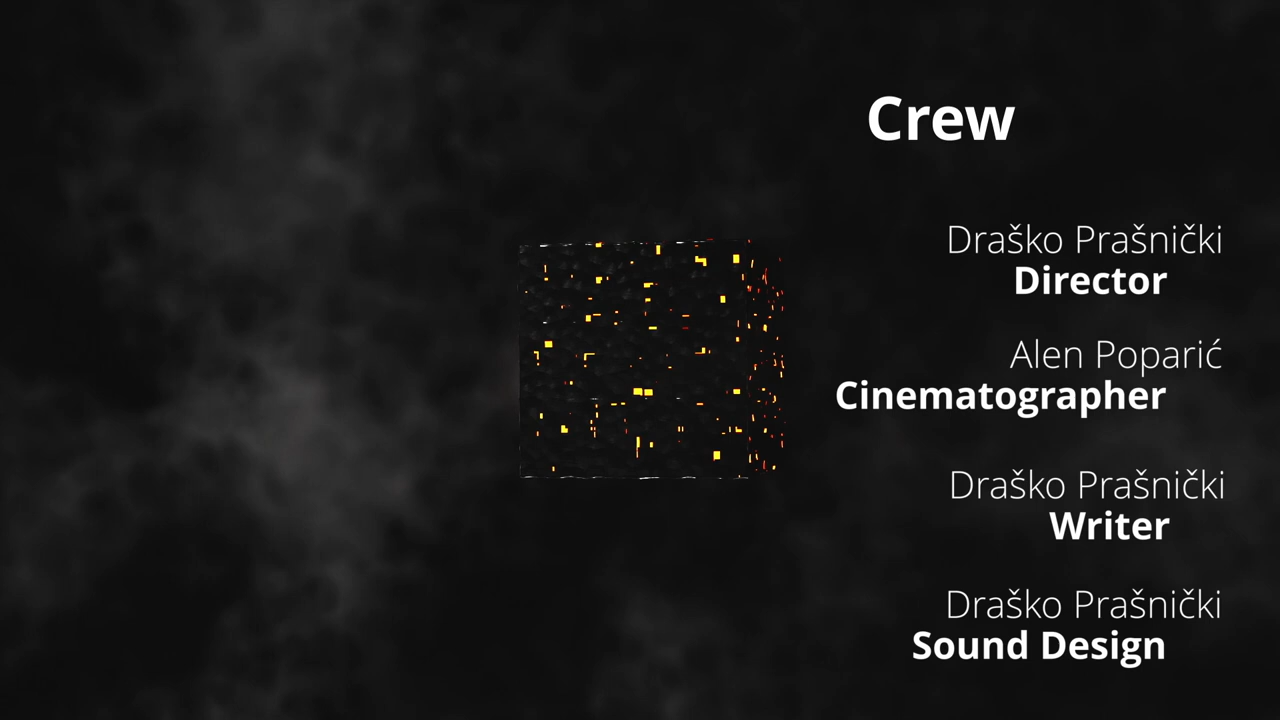 Crew
Draško Prašnički
Director
Alen Poparić
Cinematographer
Draško Prašnički
Writer
Draško Prašnički
Sound Design